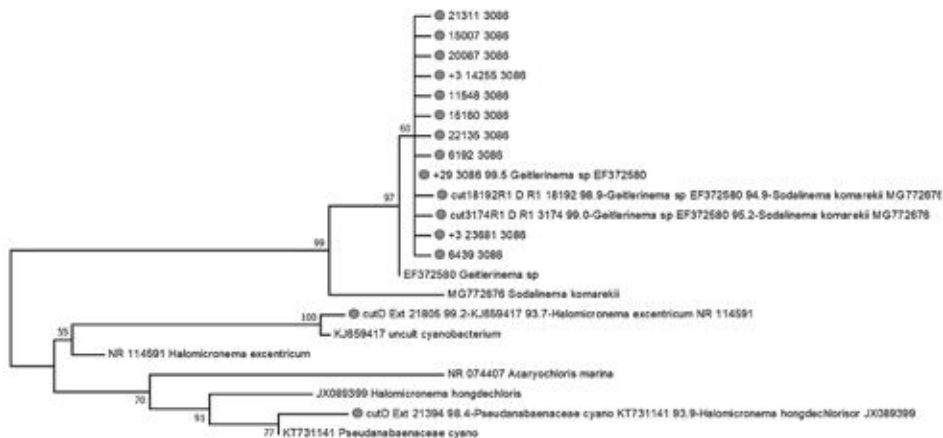 21311 3086
15007 3086
20087 3086
+3 14255 3086
11548 3086
15160 3086
60
22135 3086
6192 3086
+29 3086 99.5 Geitlerinema sp EF372580
97
cut18192R1 D R1 18192 98.9-Geitlerinema sp EF372580 94.9-Sodalinema komarekii MG772676
cut3174R1 D R1 3174 99.0-Geitlerinema sp EF372580 95.2-Sodalinema komarekii MG772676
+3 23681 3086
99
6439 3086
EF372580 Geitlerinema sp
MG772676 Sodalinema komarekii
100
cutD Ext 21805 99.2-KJ659417 93.7-Halomicronema excentricum NR 114591
55
KJ659417 uncult cyanobacterium
NR 114591 Halomicronema excentricum
NR 074407 Acaryochloris marina
70
JX089399 Halomicronema hongdechloris
91
cutD Ext 21394 98.4-Pseudanabaenaceae cyano KT731141 93.9-Halomicronema hongdechlorisor JX089399
77
KT731141 Pseudanabaenaceae cyano